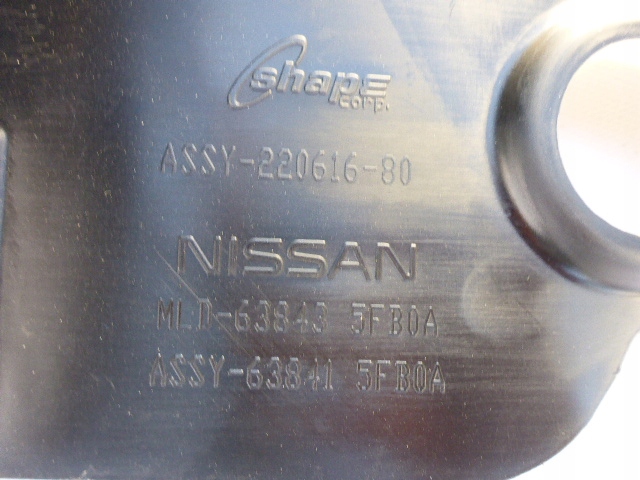 shape
corp.
ASSY-220616-80
NISSAN
MLD-63843 5FB0A
ASSY-63841 5FB0A